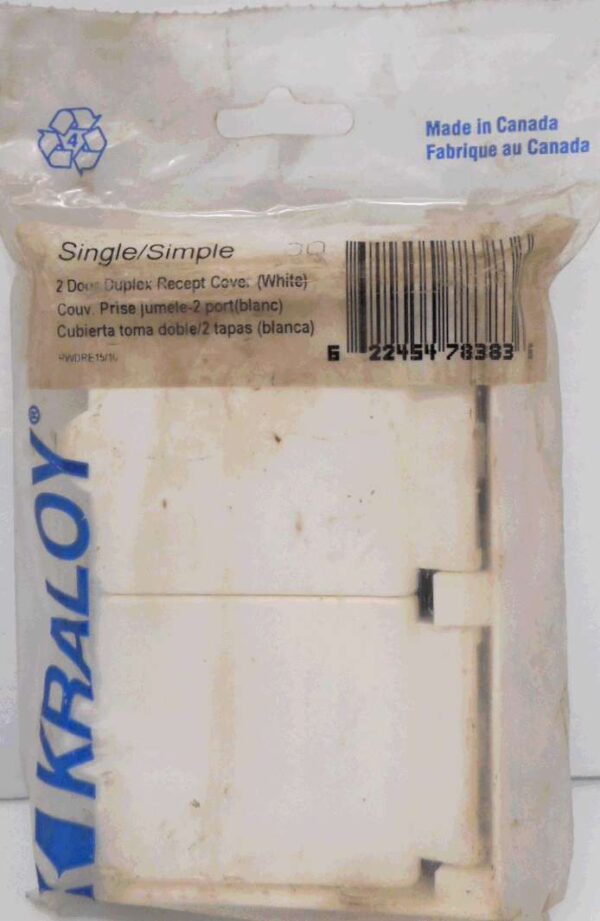 4
Made in Canada
Fabrique au Canada
Single/Simple
2 Door Duplex Recept Cover (White)
Couv. Prise jumele-2 port(blanc)
Cubierta toma doble/2 tapas (blanca)
6 22454 78383
KRALOY®